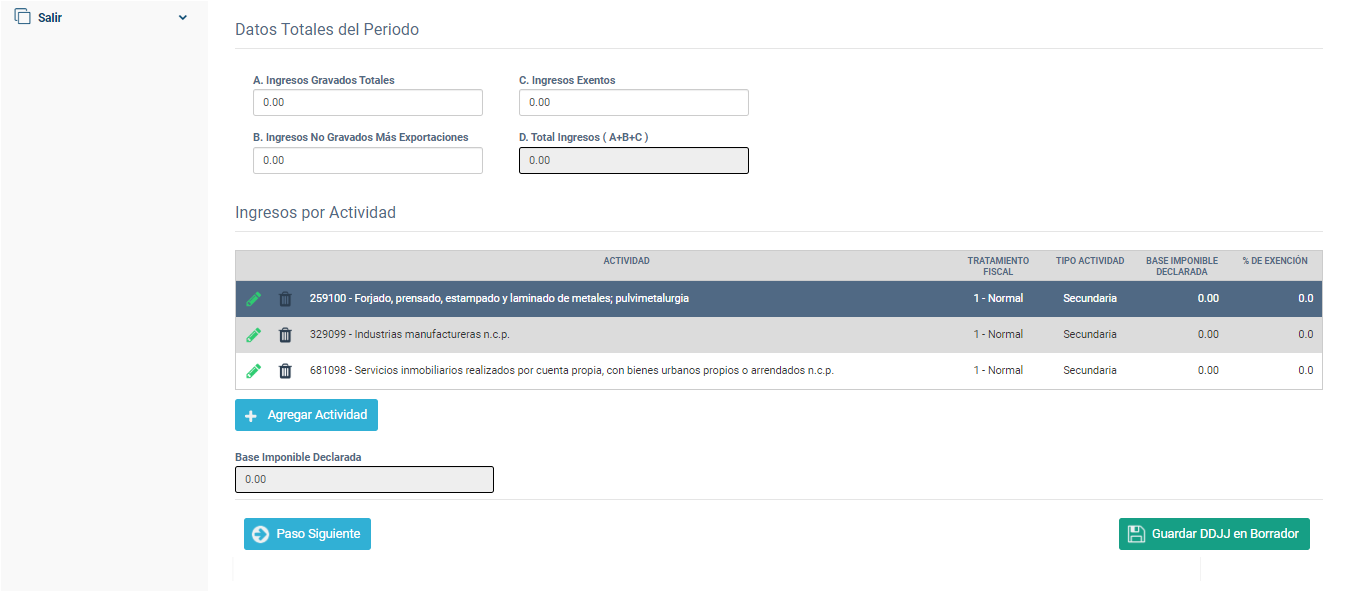 Salir
Datos Totales del Periodo
A. Ingresos Gravados Totales
C. Ingresos Exentos
0.00
0.00
B. Ingresos No Gravados Más Exportaciones
D. Total Ingresos ( A+B+C )
0.00
0.00
Ingresos por Actividad
ACTIVIDAD TRATAMIENTO FISCAL TIPO ACTIVIDAD BASE IMPONIBLE DECLARADA % DE EXENCIÓN
259100 - Forjado, prensado, estampado y laminado de metales; pulvimetalurgia 1 - Normal Secundaria 0.00 0.0
329099 - Industrias manufactureras n.c.p. 1 - Normal Secundaria 0.00 0.0
681098 - Servicios inmobiliarios realizados por cuenta propia, con bienes urbanos propios o arrendados n.c.p. 1 - Normal Secundaria 0.00 0.0
Agregar Actividad
Base Imponible Declarada
0.00
Paso Siguiente
Guardar DDJJ en Borrador